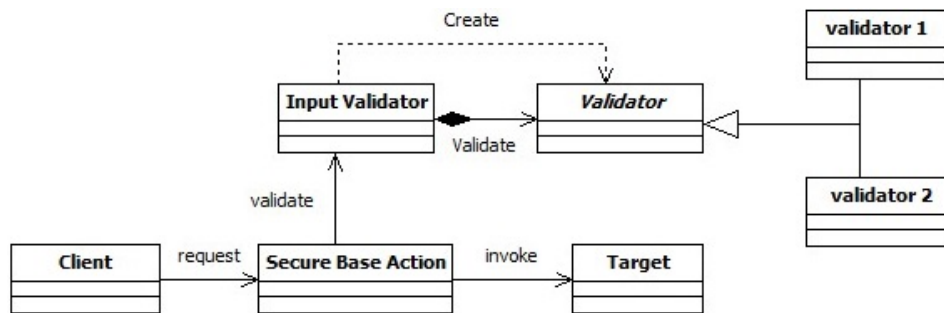 Create
validator 1
Input Validator
Validator
Validate
validate
validator 2
Client
request
Secure Base Action
invoke
Target